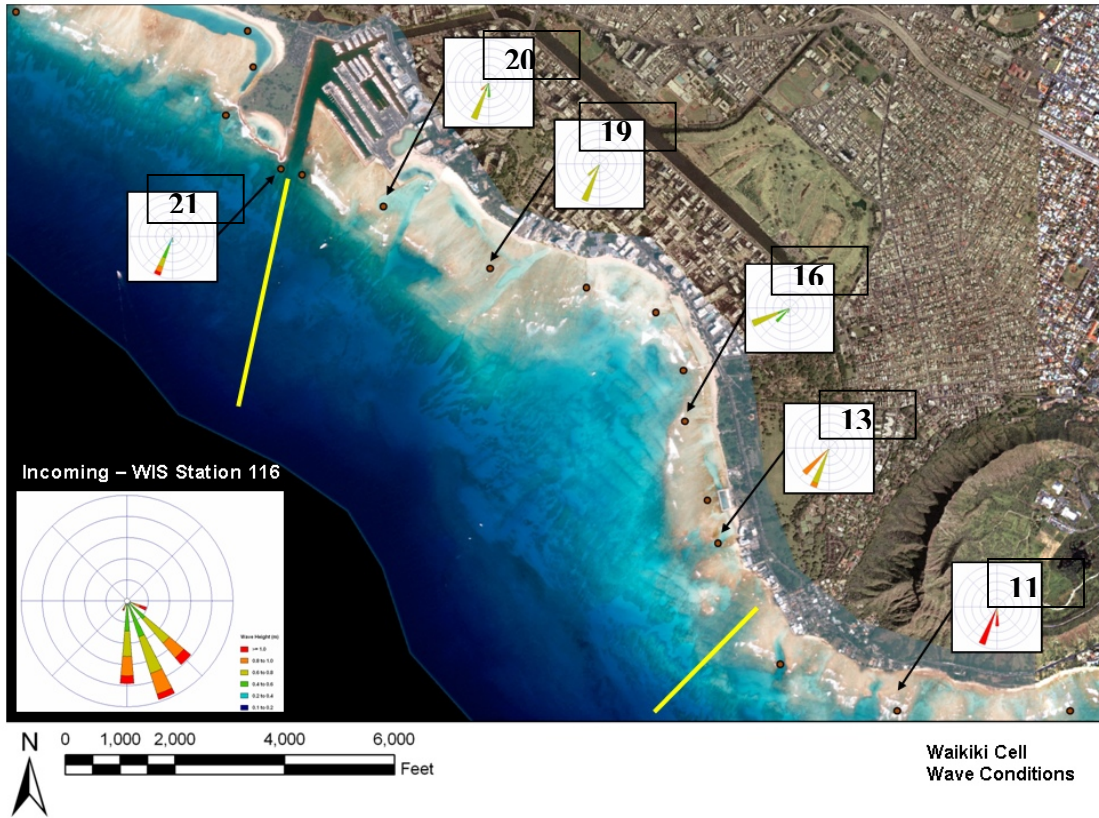 20
19
21
16
13
11
Incoming – WIS Station 116
Wave Height (m)
>= 1.0
0.8 to 1.0
0.6 to 0.8
0.4 to 0.6
0.2 to 0.4
0.1 to 0.2
N
0 1,000 2,000 4,000 6,000
Feet
Waikiki Cell
Wave Conditions